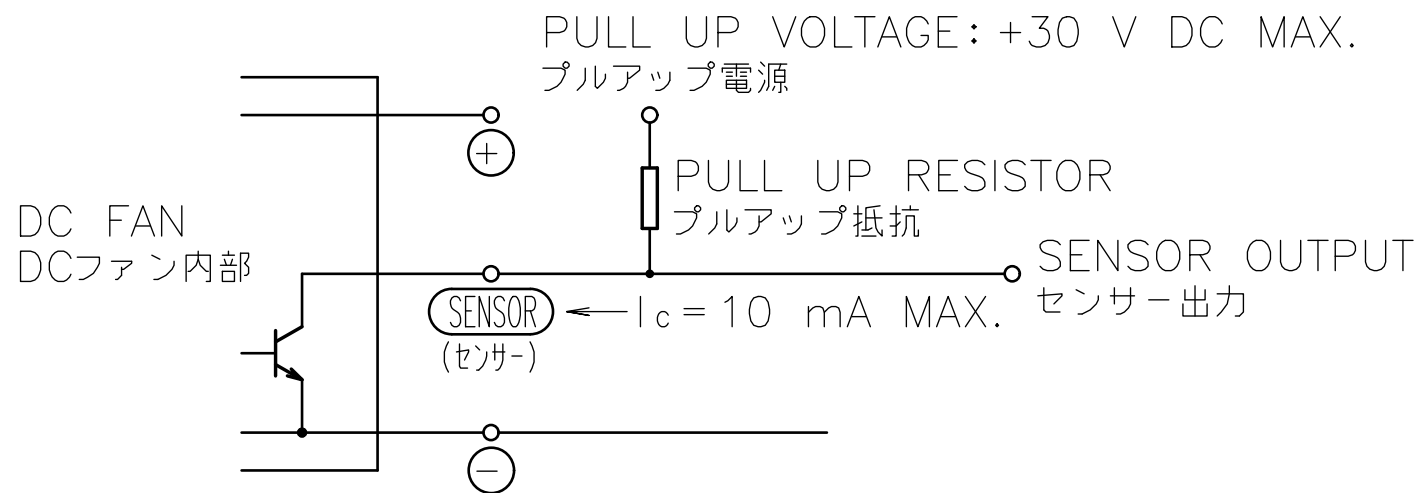 PULL UP VOLTAGE: +30 V DC MAX.
プルアップ電源
+
PULL UP RESISTOR
プルアップ抵抗
DC FAN
DCファン内部
SENSOR OUTPUT
センサー出力
SENSOR
Ic = 10 mA MAX.
(センサー)
−